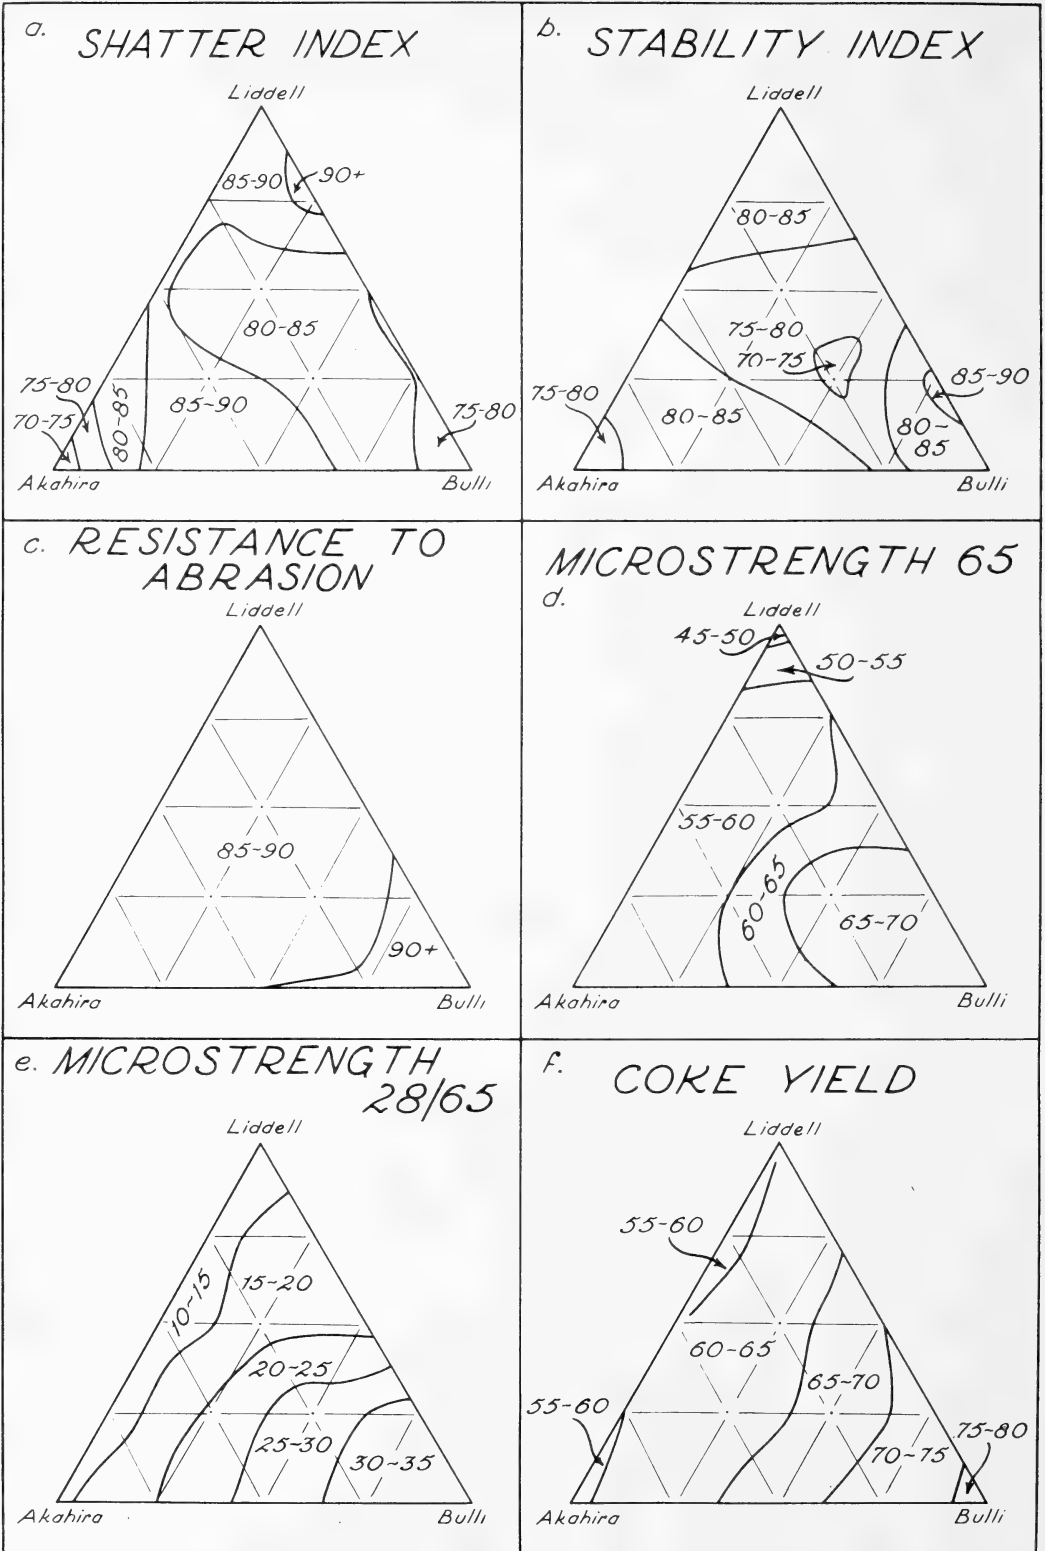 a. SHATTER INDEX
Liddell
85-90
90+
80-85
75-80
70-75
80-85
85-90
75-80
Akahira
Bulli
b. STABILITY INDEX
Liddell
80-85
75-80
70-75
85-90
75-80
80-85
80-
85
Akahira
Bulli
c. RESISTANCE TO
ABRASION
Liddell
85-90
90+
Akahira
Bulli
MICROSTRENGTH 65
d.
Liddell
45-50
50-55
55-60
60-65
65-70
Akahira
Bulli
e. MICROSTRENGTH
28/65
Liddell
10-15
15-20
20-25
25-30
30-35
Akahira
Bulli
f. COKE YIELD
Liddell
55-60
60-65
65-70
55-60
75-80
70-75
Akahira
Bulli